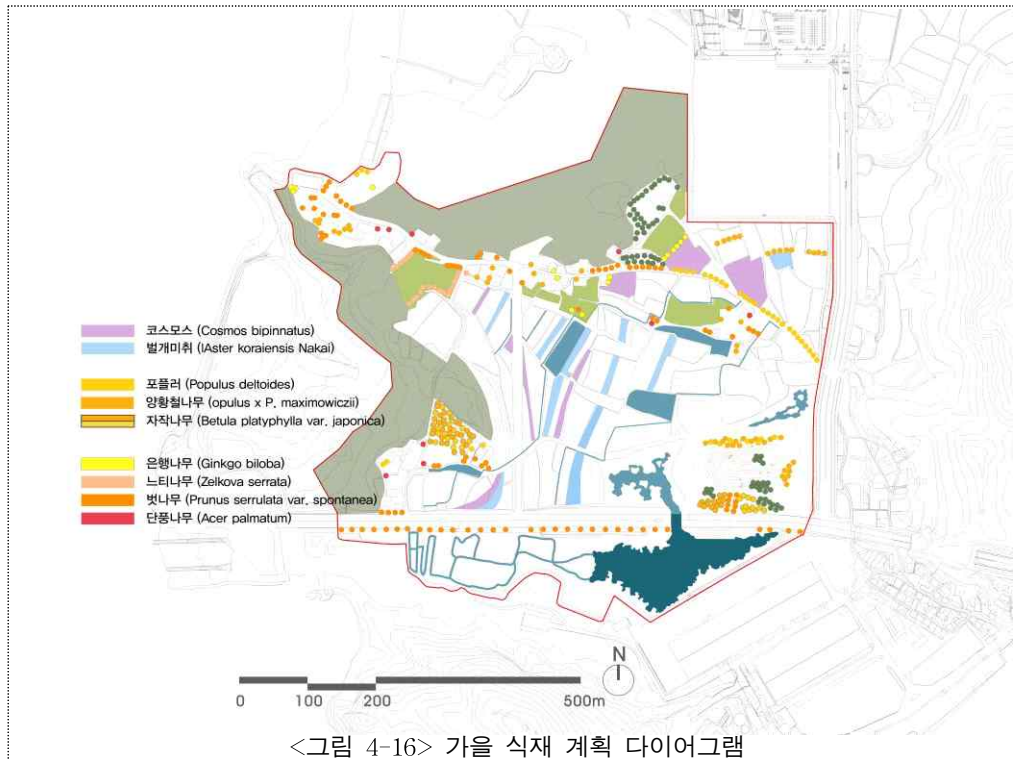 코스모스 (Cosmos bipinnatus)
벌개미취 (IAster koraiensis Nakai)
포플러 (Populus deltoides)
양황철나무 (opulus x P. maximowiczii)
자작나무 (Betula platyphylla var. japonica)
은행나무 (Ginkgo biloba)
느티나무 (Zelkova serrata)
벗나무 (Prunus serrulata var. spontanea)
단풍나무 (Acer palmatum)
N
0 100 200 500m
<그림 4-16> 가을 식재 계획 다이어그램